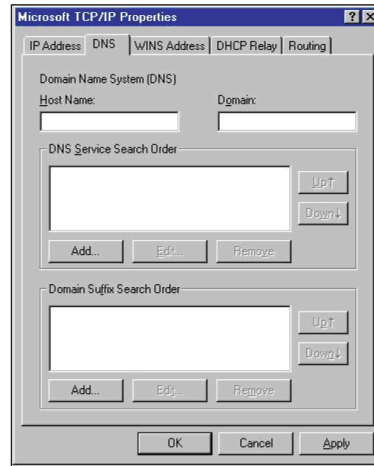 Microsoft TCP/IP Properties
IP Address DNS WINS Address DHCP Relay Routing
Domain Name System (DNS)
Host Name: Domain:
DNS Service Search Order
Up↑
Down↓
Add... Edit... Remove
Domain Suffix Search Order
Up↑
Down↓
Add... Edit... Remove
OK Cancel Apply